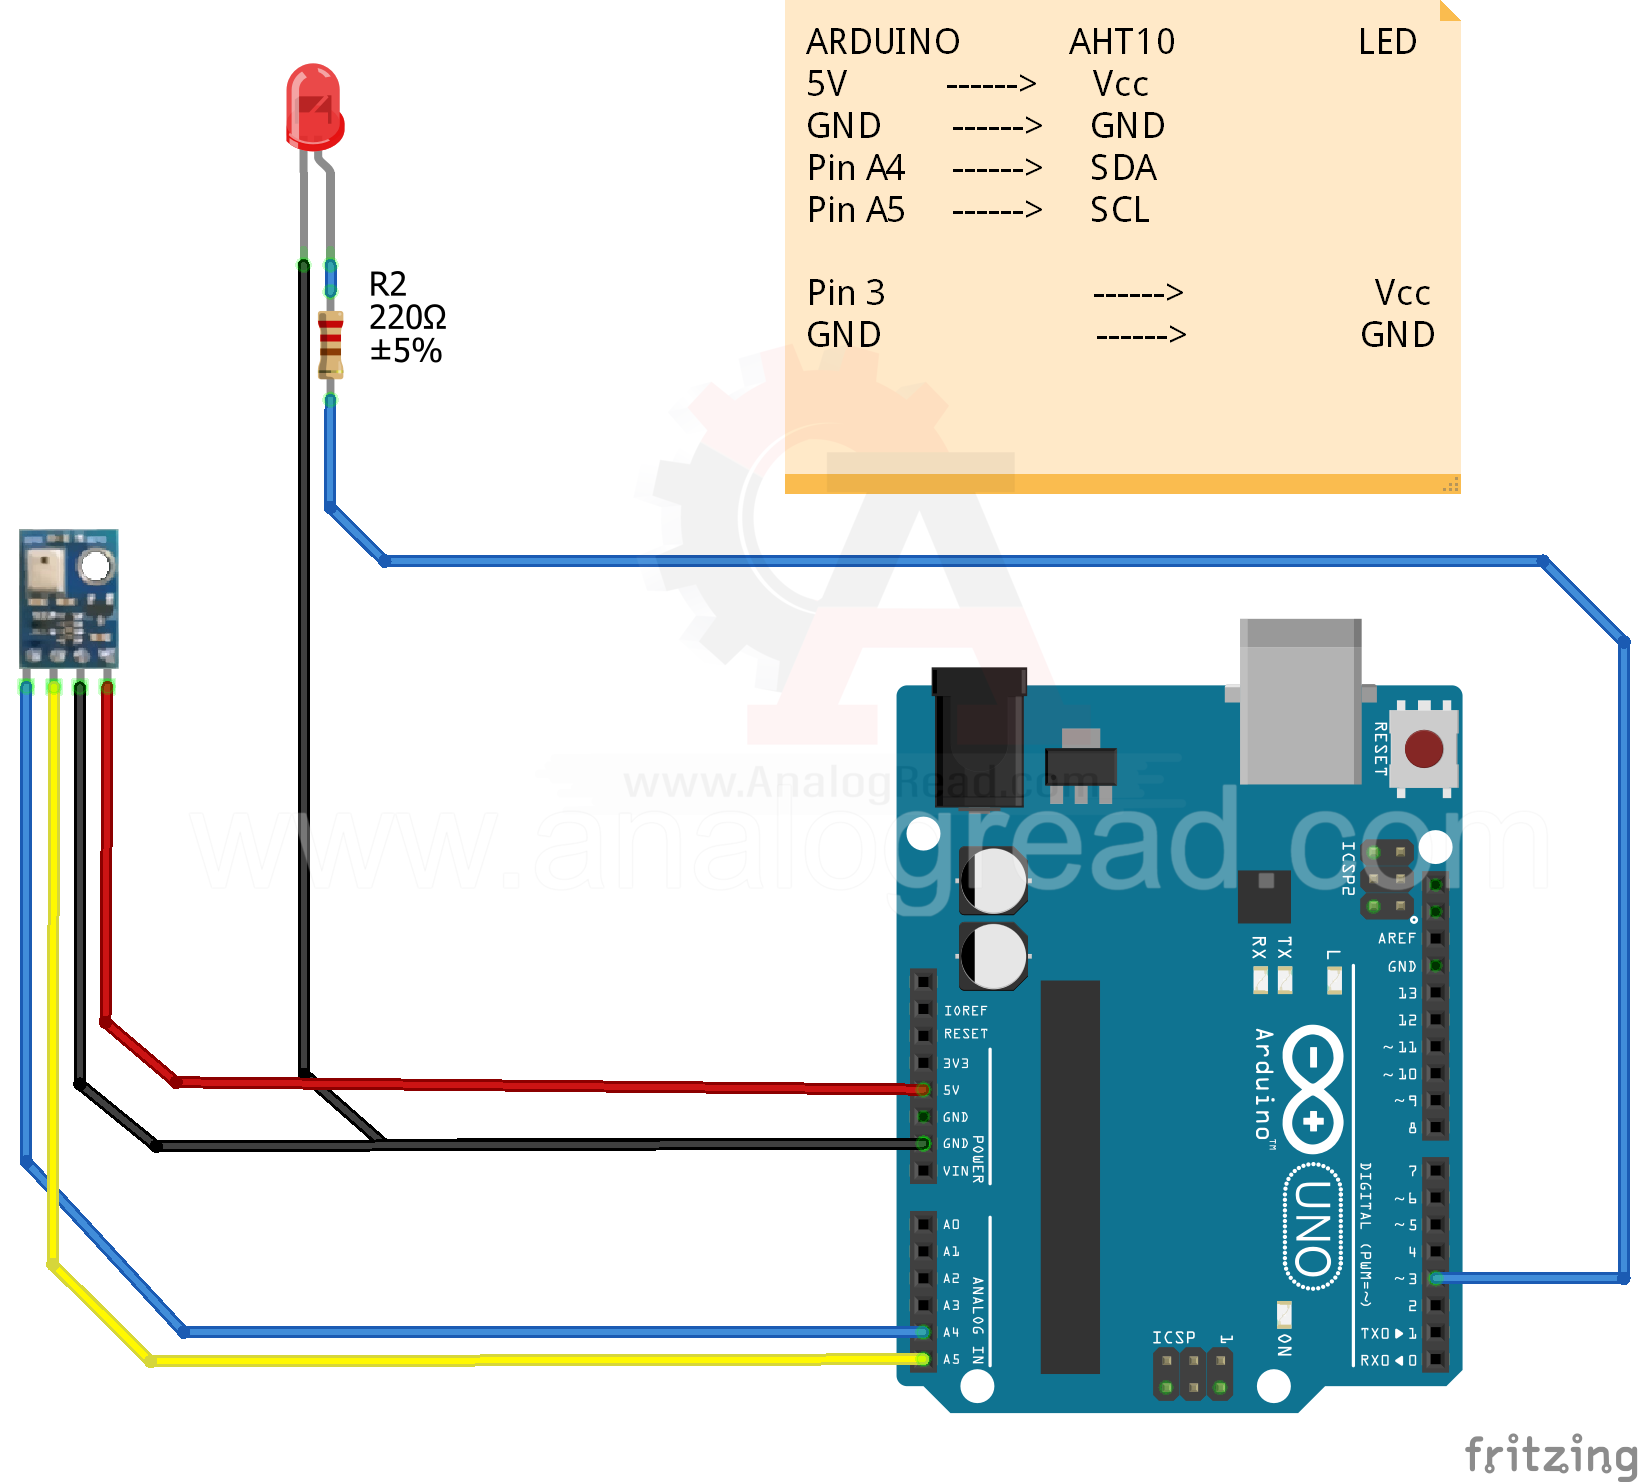 ARDUINO AHT10 LED
5V ------> Vcc
GND ------> GND
Pin A4 ------> SDA
Pin A5 ------> SCL
Pin 3 ------> Vcc
GND ------> GND
R2
220Ω
±5%
www.AnalogRead.com
www.analogread.com
RESET
ICSP2
AREF
GND
13
12
~11
~10
~9
8
7
~6
~5
4
~3
2
TX0▶1
RX0◀0
DIGITAL (PWM=~)
RX
TX
L
Arduino™
UNO
IOREF
RESET
3V3
5V
GND
GND
VIN
POWER
A0
A1
A2
A3
A4
A5
ANALOG IN
ICSP
1
ON
fritzing